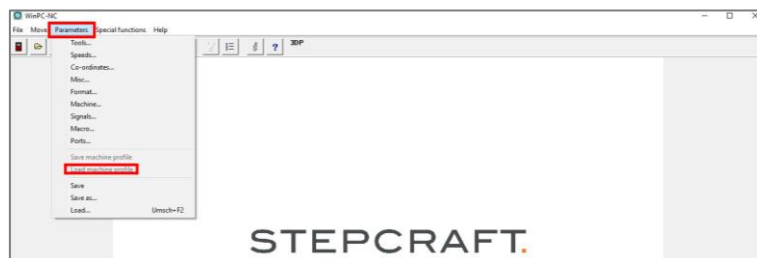 WinPC-NC
File Move Parameters Special functions Help
3DP
Tools...
Speeds...
Co-ordinates...
Misc...
Format...
Machine...
Signals...
Macro...
Ports...
Save machine profile
Load machine profile
Save
Save as...
Load... Umsch+F2
STEPCRAFT.